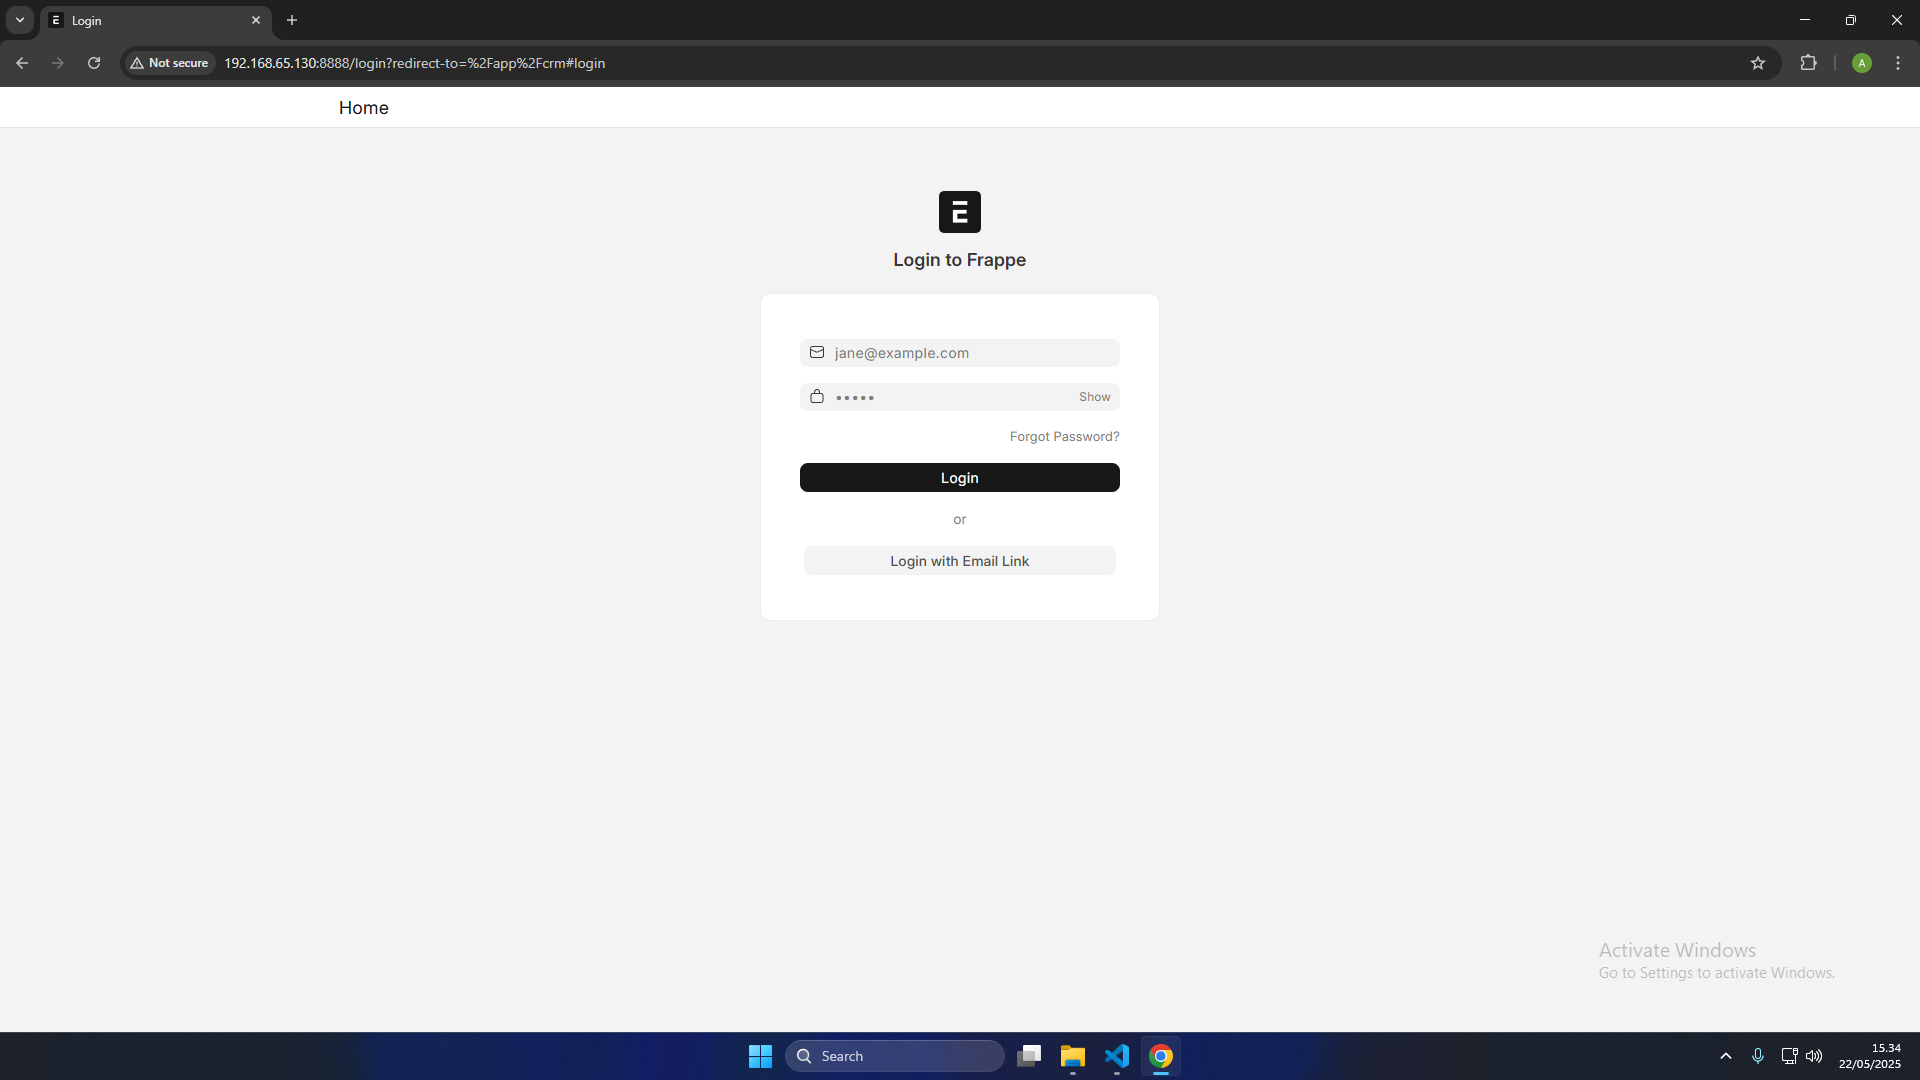 Login
Not secure
192.168.65.130:8888/login?redirect-to=%2Fapp%2Fcrm#login
A
Home
E
Login to Frappe
jane@example.com
•••••
Show
Forgot Password?
Login
or
Login with Email Link
Activate Windows
Go to Settings to activate Windows.
Search
15.34
22/05/2025